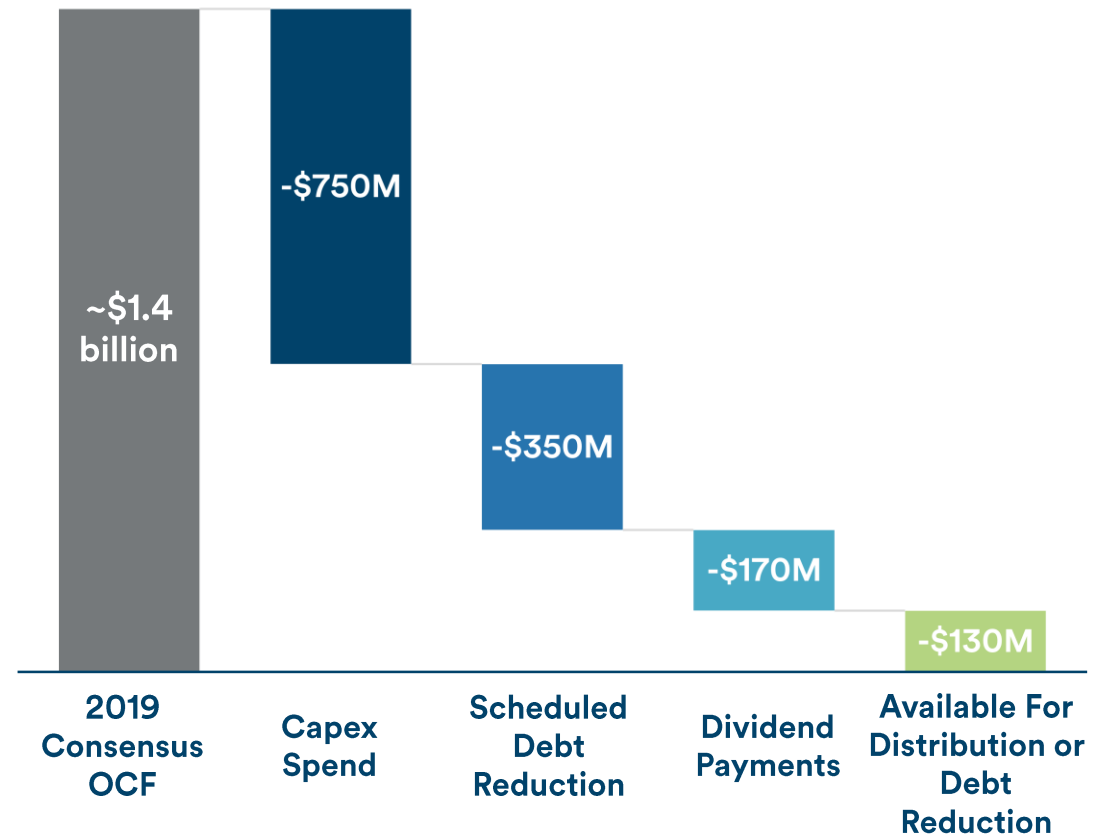 -$750M
~$1.4
billion
-$350M
-$170M
-$130M
2019
Consensus
OCF
Capex
Spend
Scheduled
Debt
Reduction
Dividend
Payments
Available For
Distribution or
Debt
Reduction